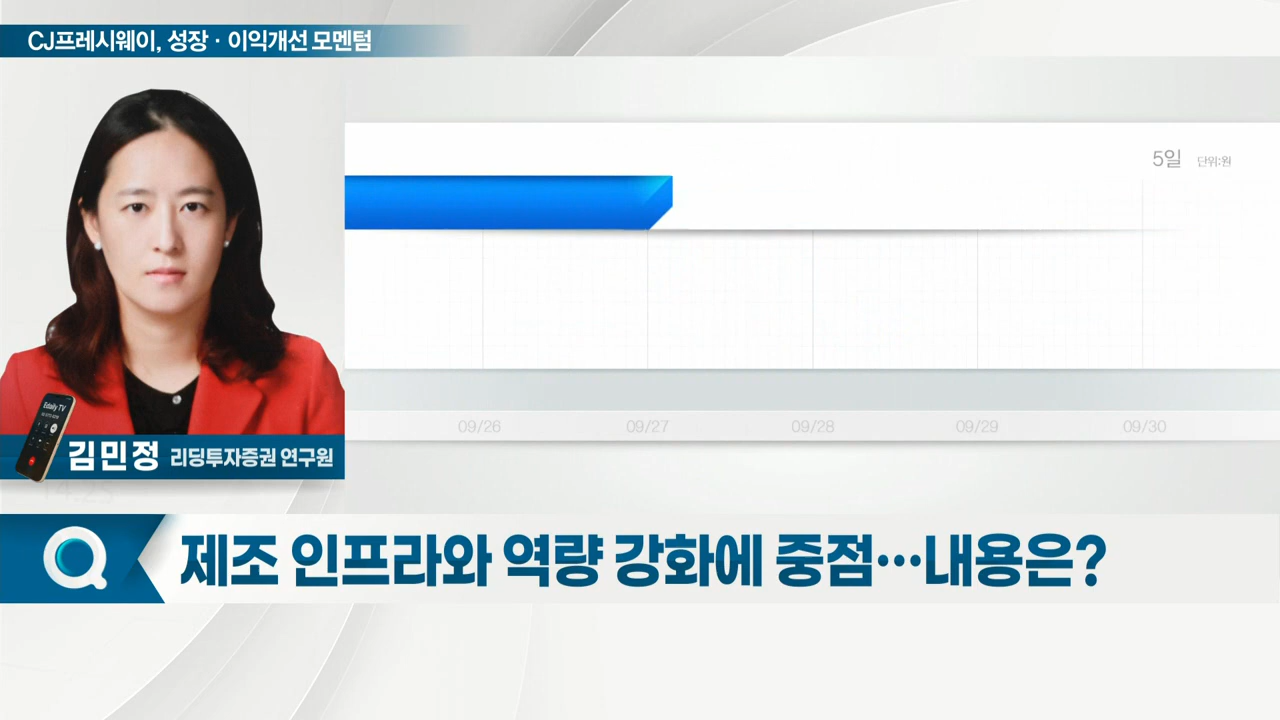 CJ프레시웨이, 성장 · 이익개선 모멘텀
5일 단위:원
Edaily TV
09/26 09/27 09/28 09/29 09/30
김민정 리딩투자증권 연구원
14:25
Q 제조 인프라와 역량 강화에 중점…내용은?